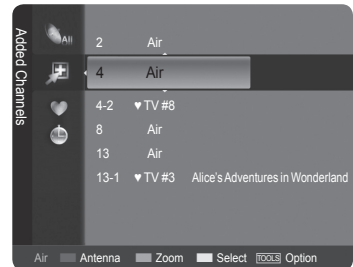 Added Channels
All
2 Air
4 Air
4-2 ♥ TV #8
8 Air
13 Air
13-1 ♥ TV #3 Alice's Adventures in Wonderland
Air Antenna Zoom Select TOOLS Option